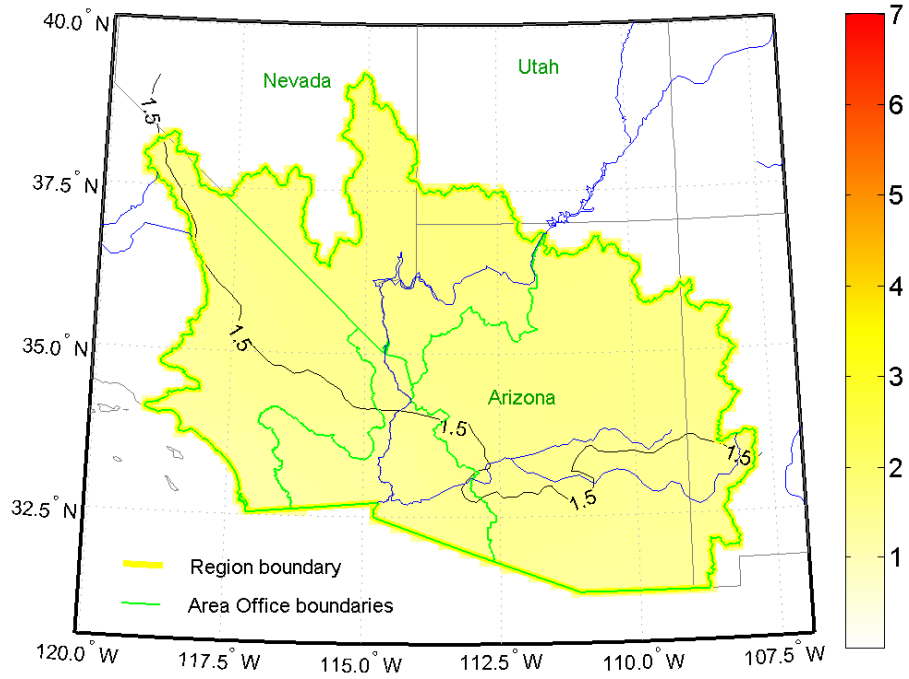 40.0° N
37.5° N
35.0° N
32.5° N
120.0° W
117.5° W
115.0° W
112.5° W
110.0° W
107.5° W
Nevada
Utah
Arizona
1.5
1.5
1.5
1.5
1.5
Region boundary
Area Office boundaries
7
6
5
4
3
2
1